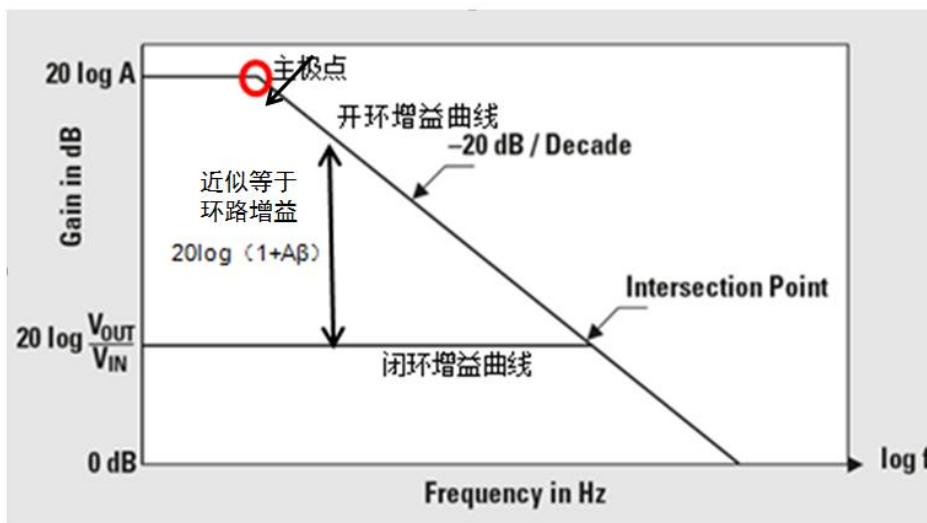 20 log A
主极点
开环增益曲线
–20 dB / Decade
近似等于
环路增益
20log（1+Aβ）
Gain in dB
Intersection Point
20 log V_OUT / V_IN
闭环增益曲线
0 dB
log f
Frequency in Hz